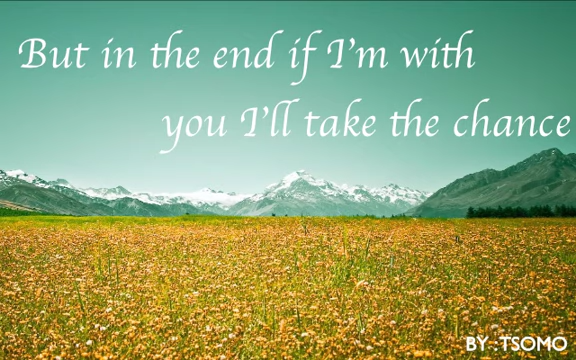 But in the end if I'm with
you I'll take the chance
BY :TSOMO